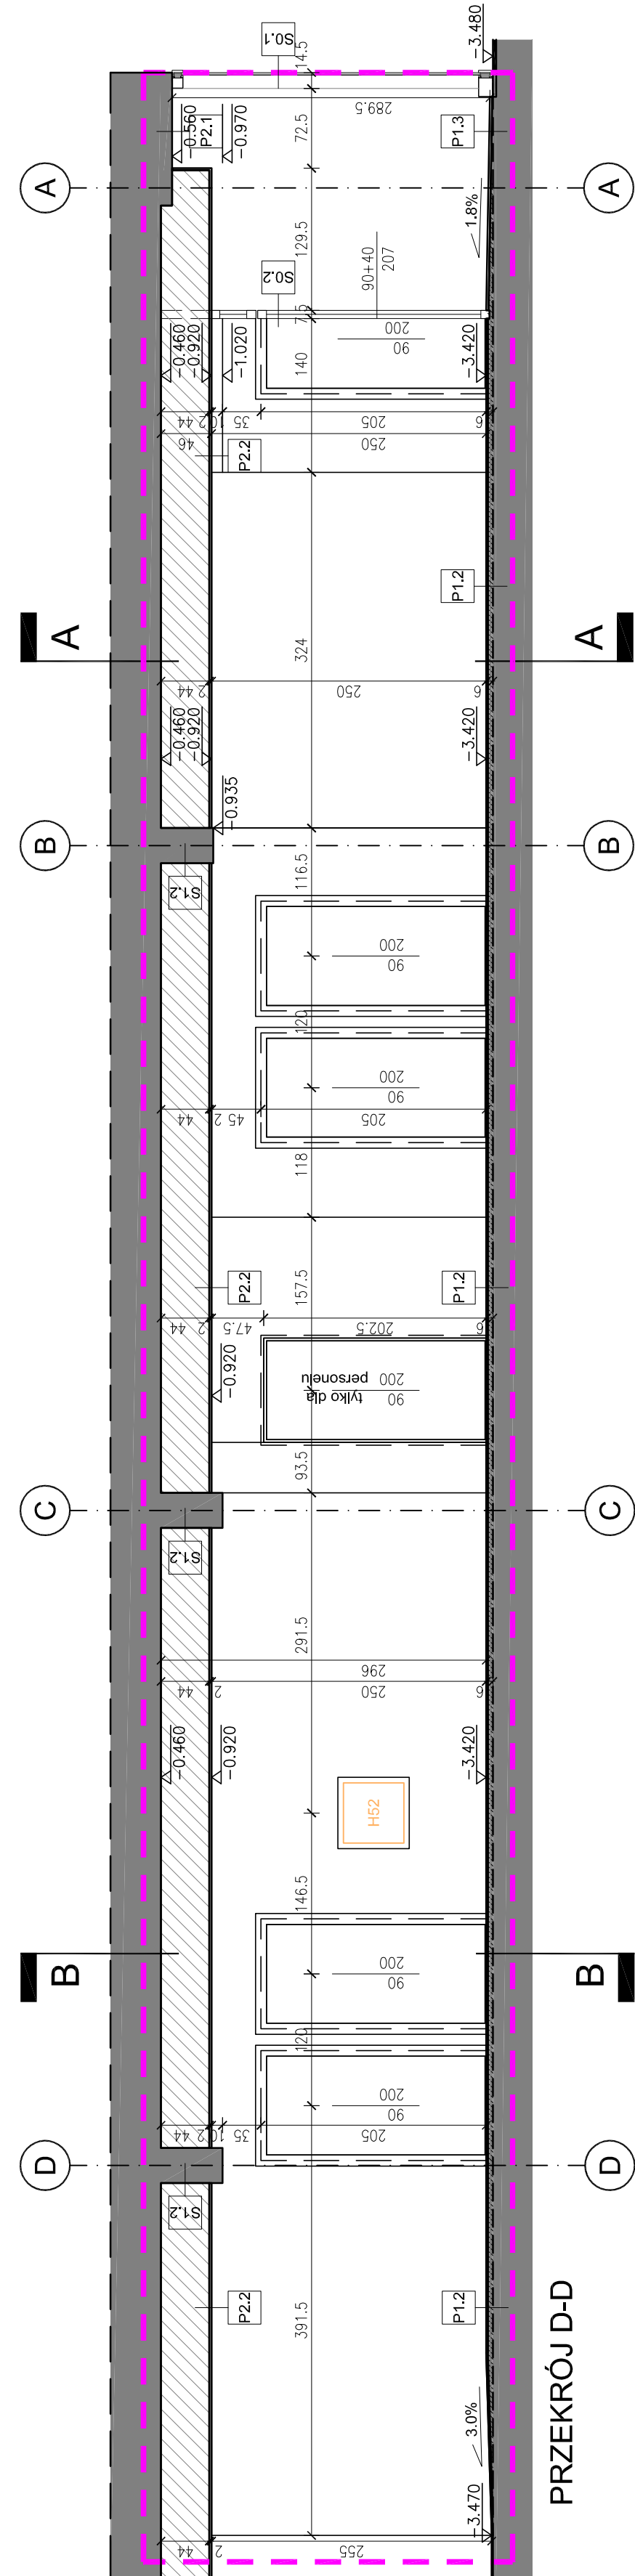 S0.1
14.5
-3.480
289.5
-0.560
P2.1
-0.970
72.5
P1.3
A
A
129.5
1.8%
S0.2
90+40
207
7.5
-0.460
-0.920
-1.020
140
90
200
-3.420
44
2
10
35
205
6
46
250
P2.2
P1.2
A
A
324
44
2
250
6
-0.460
-0.920
-3.420
-0.935
B
B
S1.2
116.5
90
200
120
90
200
44
2
45
205
118
P2.2
157.5
P1.2
44
2
47.5
202.5
6
-0.920
tylko dla
personelu
90
200
93.5
C
C
S1.2
291.5
296
44
2
250
6
-0.460
-0.920
-3.420
H52
146.5
B
B
90
200
120
90
200
44
2
10
35
205
D
D
S1.2
P2.2
P1.2
391.5
3.0%
-3.470
44
2
255
PRZEKRÓJ D-D